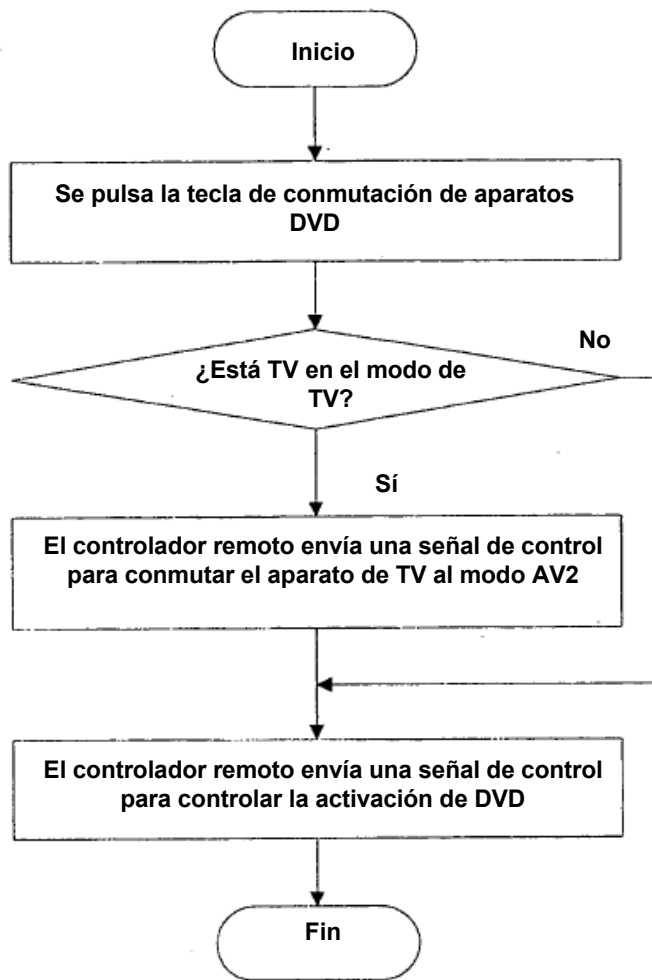 Inicio
Se pulsa la tecla de conmutación de aparatos
DVD
No
¿Está TV en el modo de
TV?
Sí
El controlador remoto envía una señal de control
para conmutar el aparato de TV al modo AV2
El controlador remoto envía una señal de control
para controlar la activación de DVD
Fin